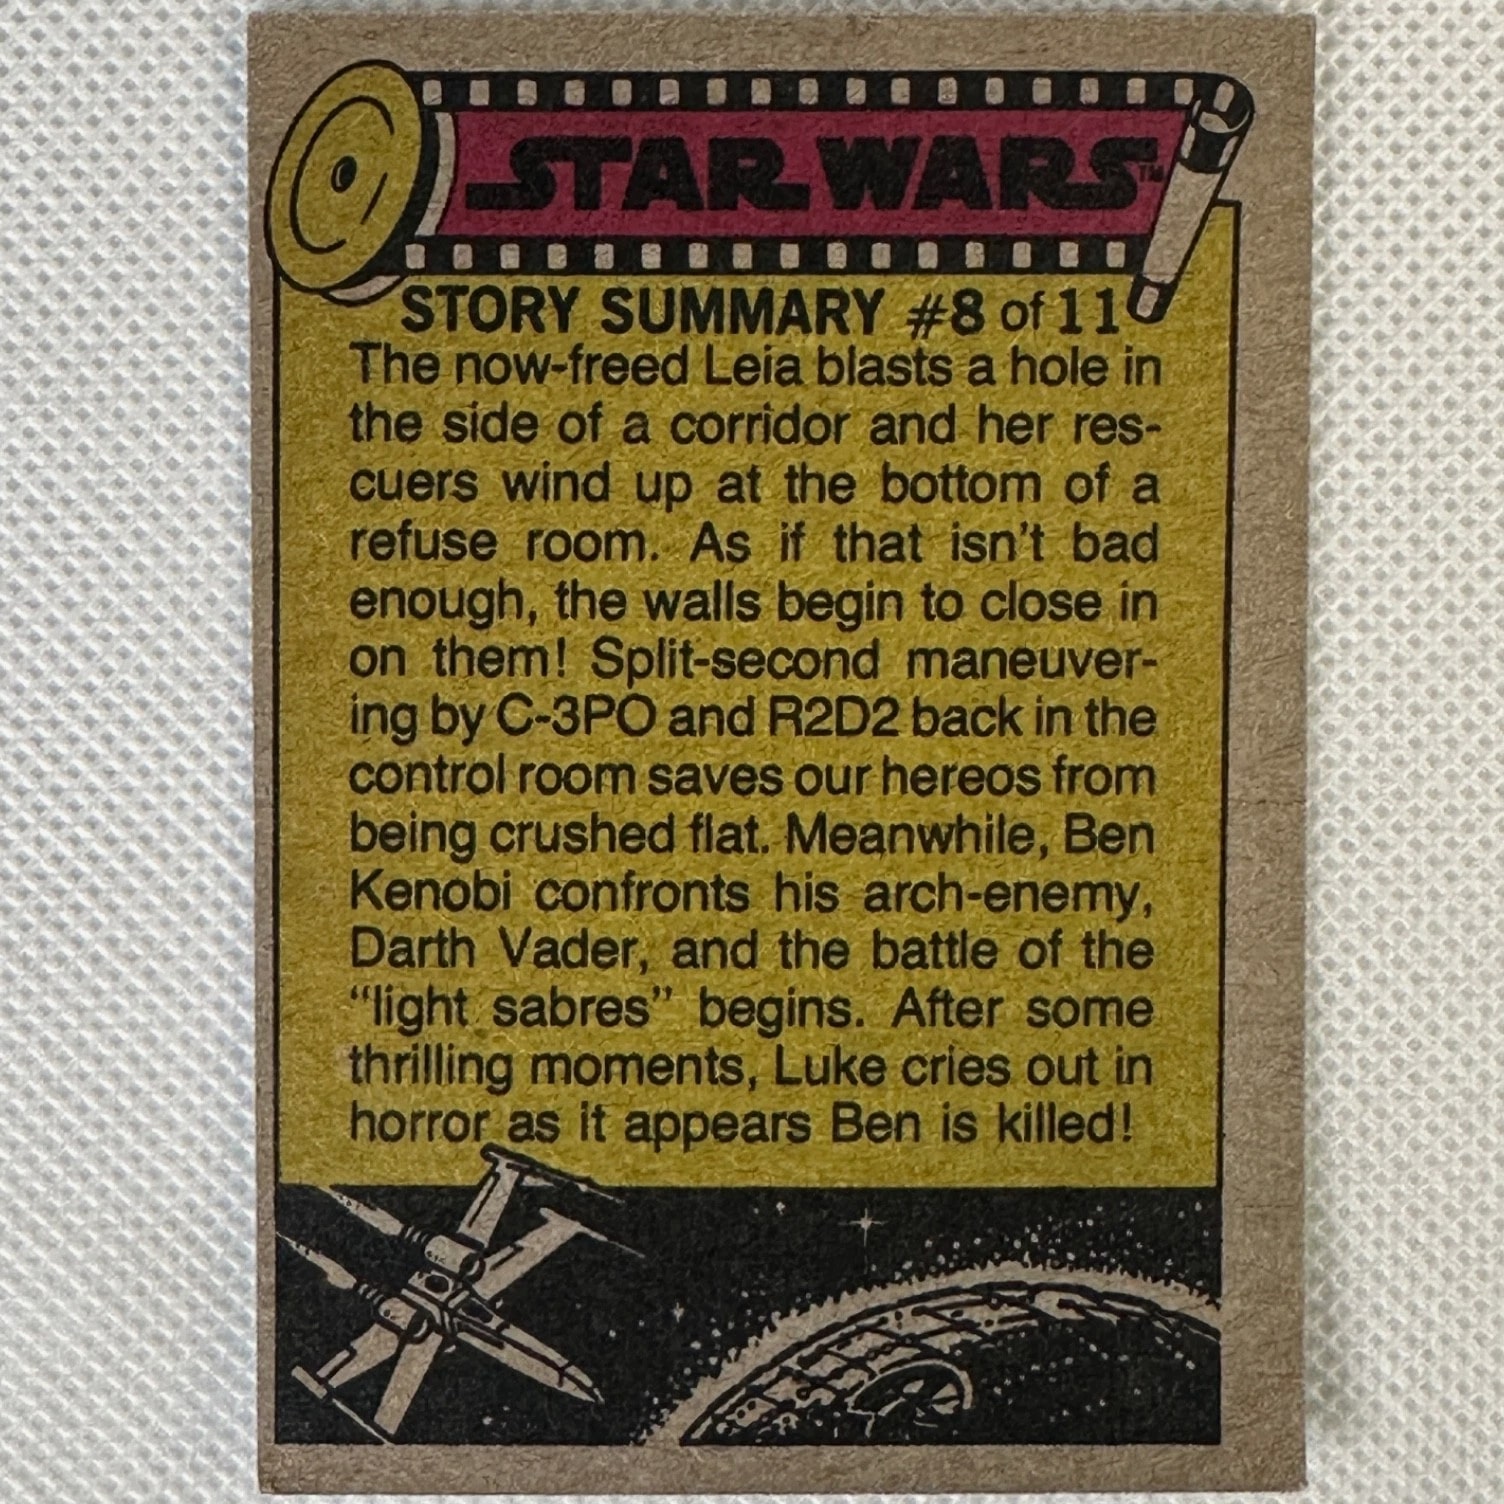 STAR WARS™
STORY SUMMARY #8 of 11
The now-freed Leia blasts a hole in
the side of a corridor and her res-
cuers wind up at the bottom of a
refuse room. As if that isn't bad
enough, the walls begin to close in
on them! Split-second maneuver-
ing by C-3PO and R2D2 back in the
control room saves our hereos from
being crushed flat. Meanwhile, Ben
Kenobi confronts his arch-enemy,
Darth Vader, and the battle of the
“light sabres” begins. After some
thrilling moments, Luke cries out in
horror as it appears Ben is killed!